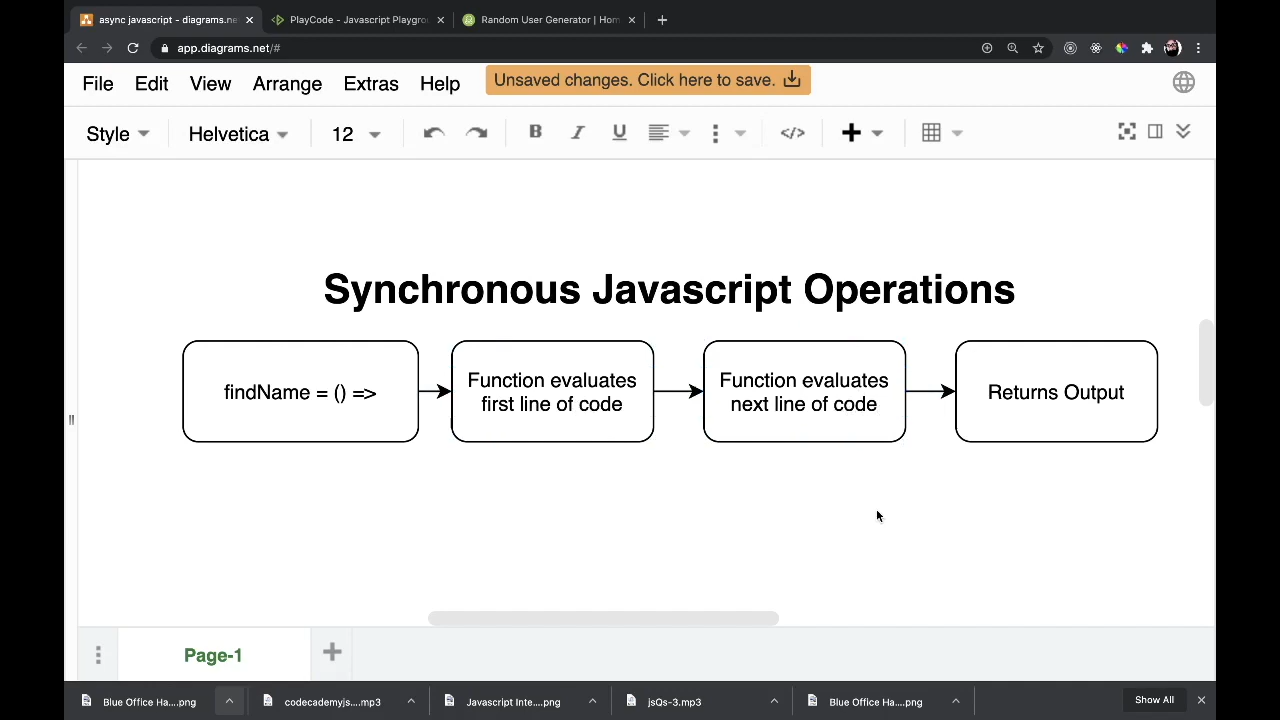 async javascript - diagrams.ne
PlayCode - Javascript Playgro
Random User Generator | Hom
app.diagrams.net/#
File Edit View Arrange Extras Help
Unsaved changes. Click here to save.
Style Helvetica 12 B I U </>
Synchronous Javascript Operations
findName = () =>
Function evaluates
first line of code
Function evaluates
next line of code
Returns Output
Page-1
Blue Office Ha....png
codecademyjs....mp3
Javascript Inte....png
jsQs-3.mp3
Blue Office Ha....png
Show All